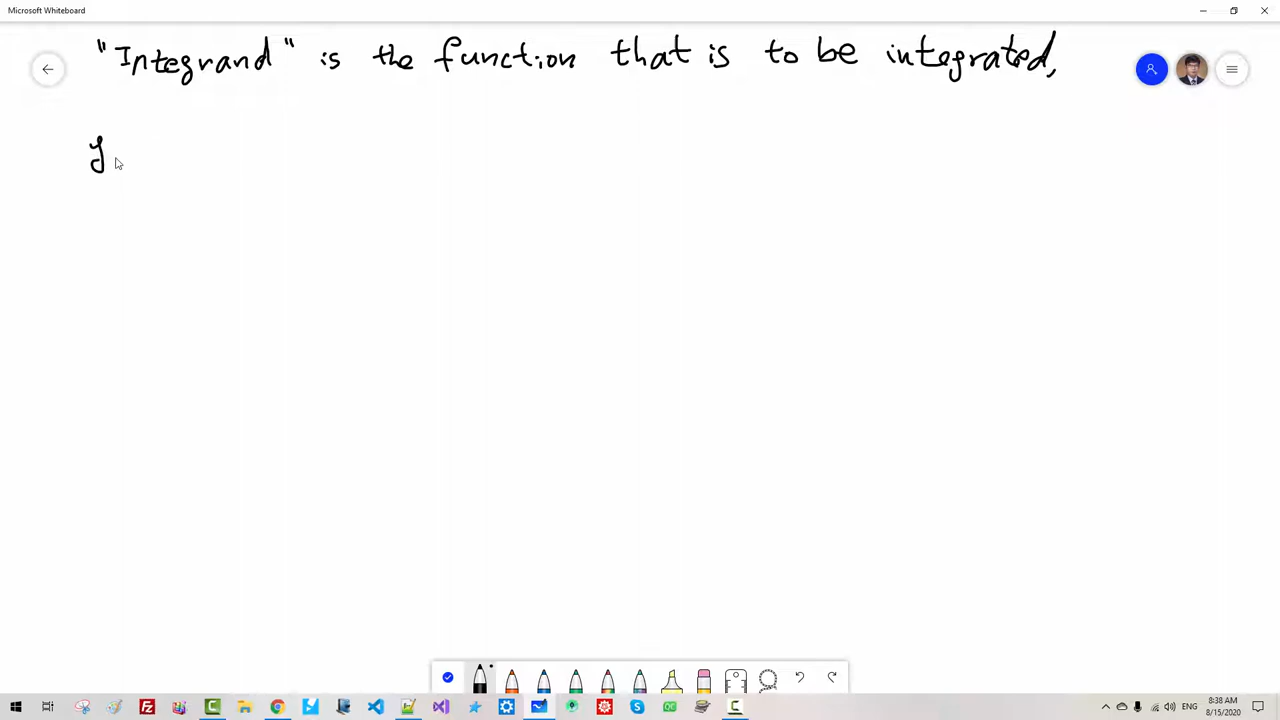 Microsoft Whiteboard
"Integrand" is the function that is to be integrated,
y
ENG
8:38 AM
8/15/2020